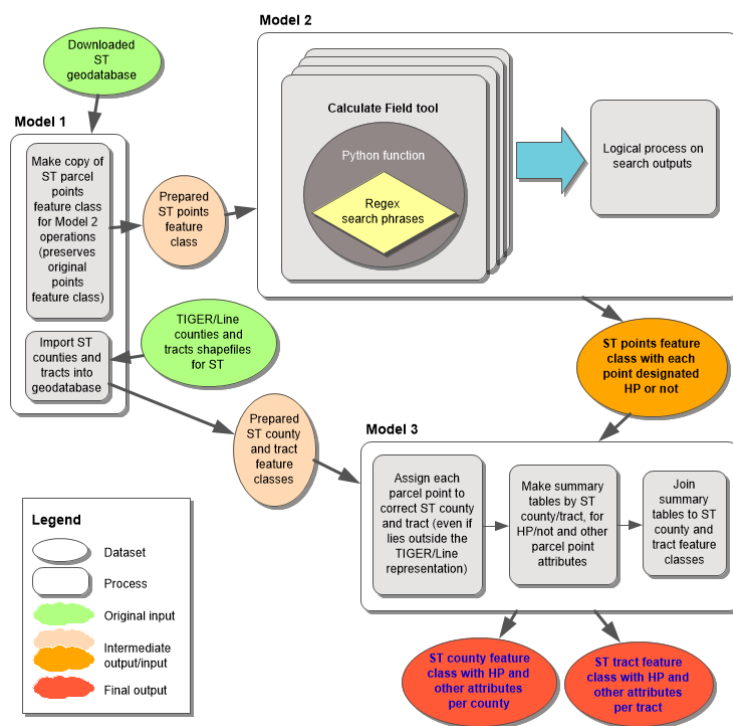 Model 2
Downloaded
ST
geodatabase
Model 1
Make copy of
ST parcel
points
feature class
for Model 2
operations
(preserves
original
points
feature class)
Prepared
ST points
feature
class
Calculate Field tool
Python function
Regex
search phrases
Logical process on
search outputs
Import ST
counties and
tracts into
geodatabase
TIGER/Line
counties and
tracts shapefiles
for ST
ST points feature
class with each
point designated
HP or not
Prepared
ST county
and tract
feature
classes
Model 3
Assign each
parcel point to
correct ST county
and tract (even if
lies outside the
TIGER/Line
representation)
Make summary
tables by ST
county/tract, for
HP/not and other
parcel point
attributes
Join
summary
tables to ST
county and
tract feature
classes
Legend
Dataset
Process
Original input
Intermediate
output/input
Final output
ST county feature
class with HP and
other attributes
per county
ST tract feature
class with HP and
other attributes
per tract